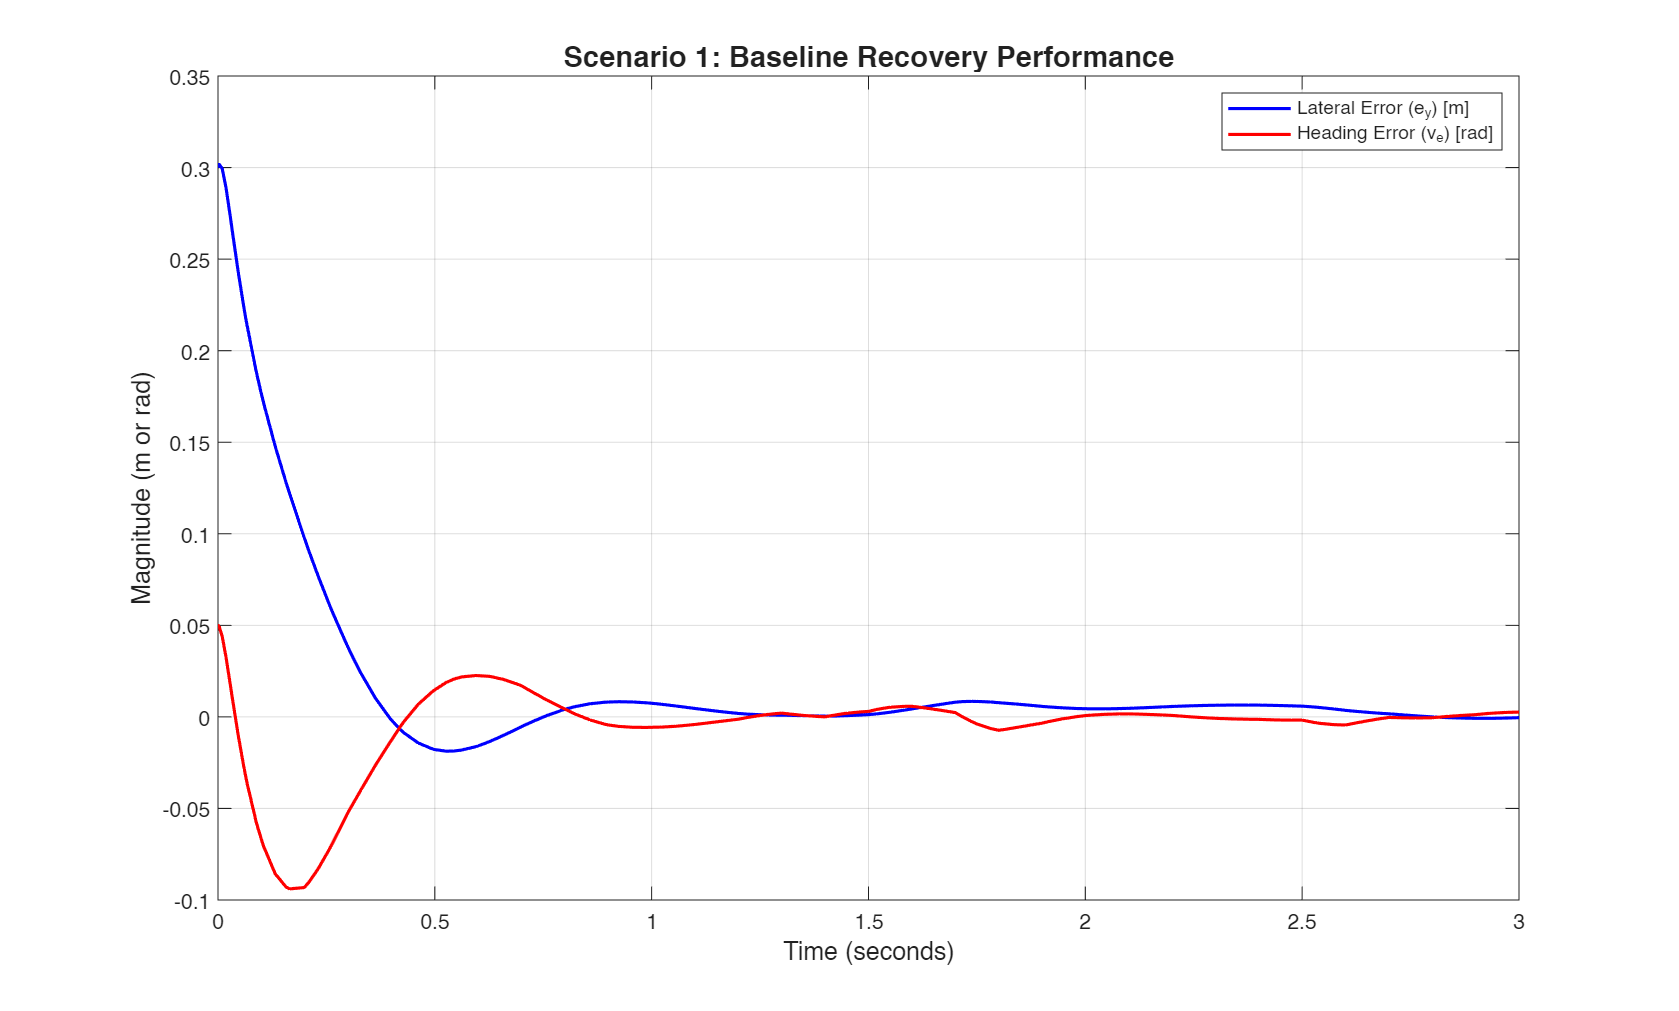 Scenario 1: Baseline Recovery Performance
Lateral Error (e_y) [m]
Heading Error (v_e) [rad]
Magnitude (m or rad)
0.35
0.3
0.25
0.2
0.15
0.1
0.05
0
-0.05
-0.1
0 0.5 1 1.5 2 2.5 3
Time (seconds)